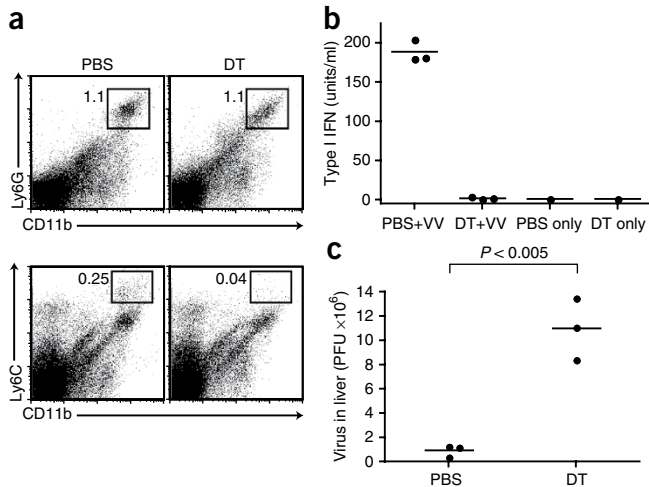 a
PBS
DT
1.1
1.1
Ly6G
CD11b
0.25
0.04
Ly6C
CD11b
b
Type I IFN (units/ml)
200
150
100
50
0
PBS+VV
DT+VV
PBS only
DT only
c
P < 0.005
Virus in liver (PFU ×10⁶)
14
12
10
8
6
4
2
0
PBS
DT